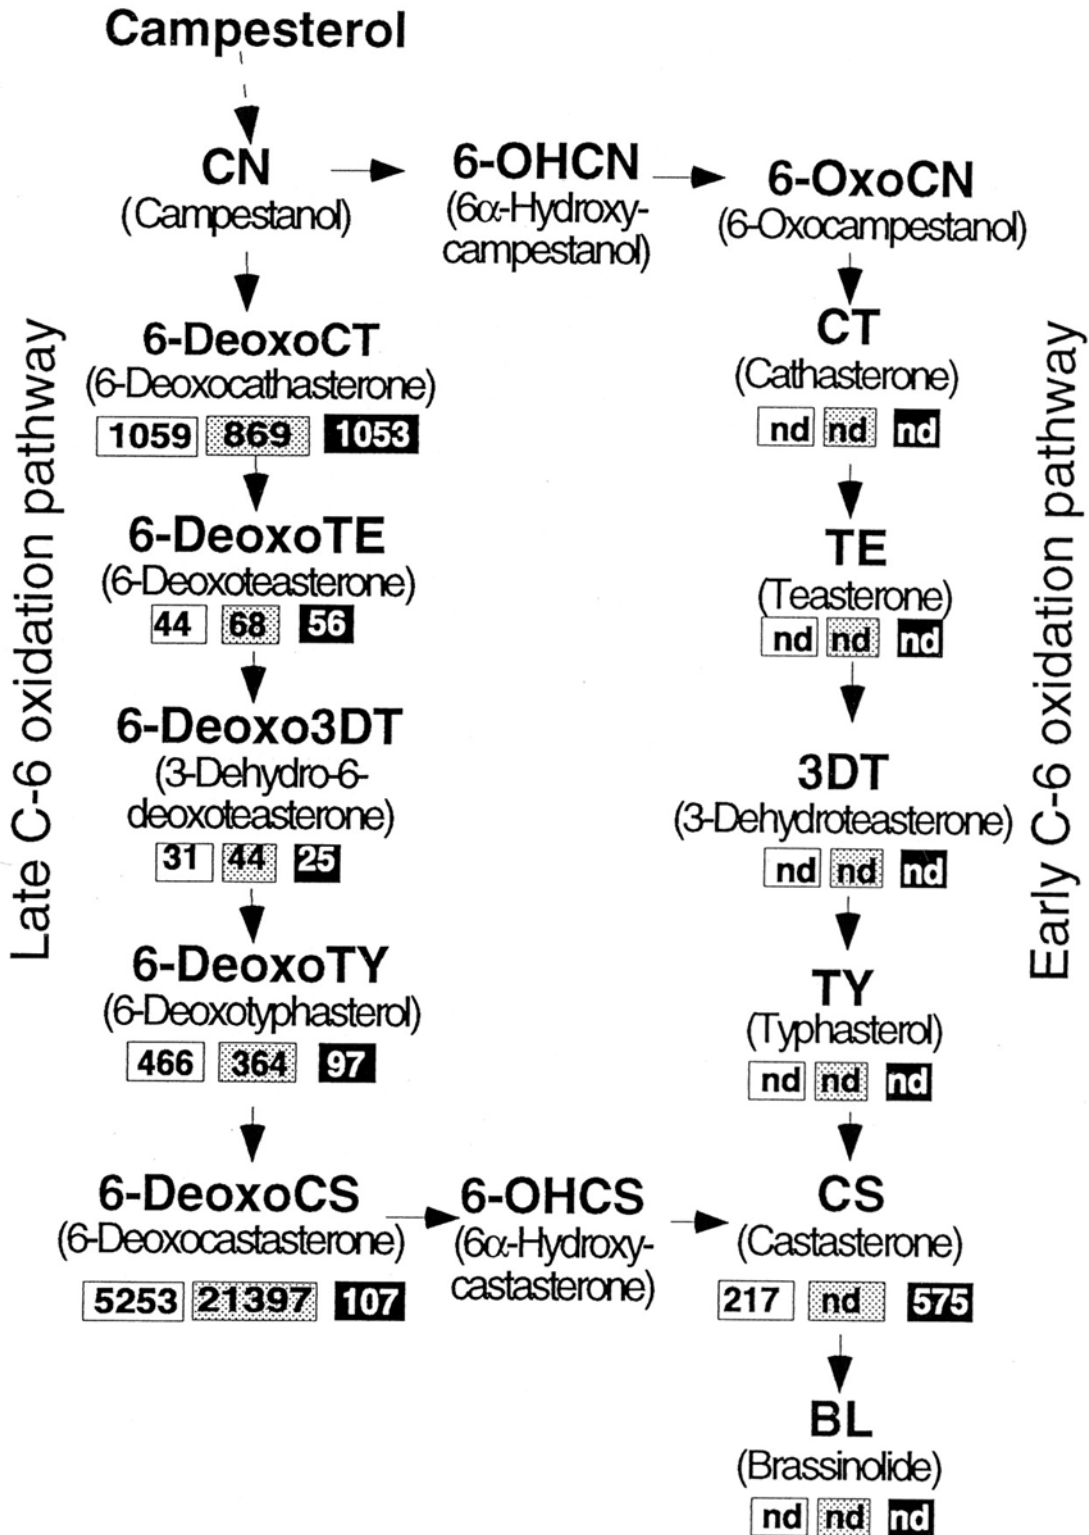 Campesterol
CN
(Campestanol)
6-OHCN
(6α-Hydroxy-
campestanol)
6-OxoCN
(6-Oxocampestanol)
Late C-6 oxidation pathway
6-DeoxoCT
(6-Deoxocathasterone)
1059 869 1053
6-DeoxoTE
(6-Deoxoteasterone)
44 68 56
6-Deoxo3DT
(3-Dehydro-6-
deoxoteasterone)
31 44 25
6-DeoxoTY
(6-Deoxotyphasterol)
466 364 97
6-DeoxoCS
(6-Deoxocastasterone)
5253 21397 107
6-OHCS
(6α-Hydroxy-
castasterone)
CT
(Cathasterone)
nd nd nd
TE
(Teasterone)
nd nd nd
3DT
(3-Dehydroteasterone)
nd nd nd
TY
(Typhasterol)
nd nd nd
CS
(Castasterone)
217 nd 575
BL
(Brassinolide)
nd nd nd
Early C-6 oxidation pathway